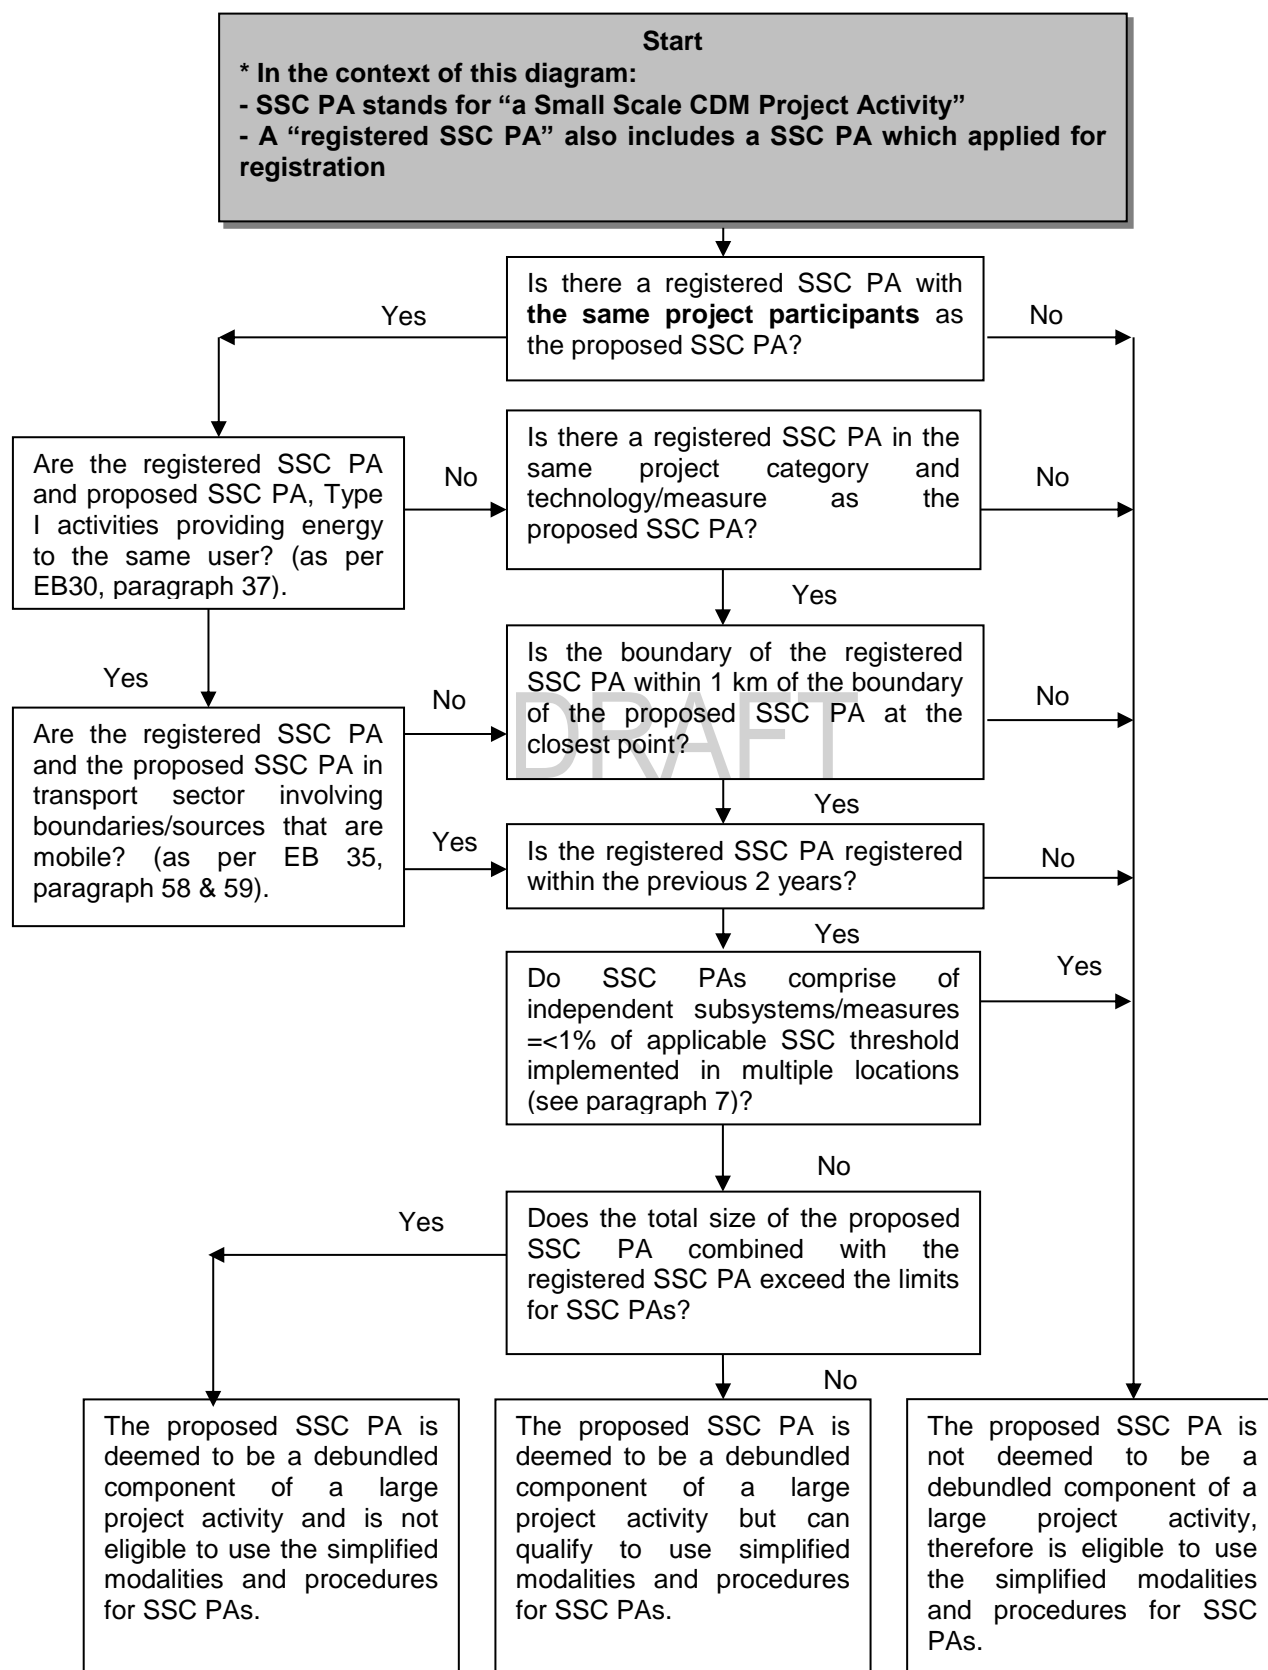 Start
* In the context of this diagram:
- SSC PA stands for “a Small Scale CDM Project Activity”
- A “registered SSC PA” also includes a SSC PA which applied for
registration
Is there a registered SSC PA with
the same project participants as
the proposed SSC PA?
Yes
No
Are the registered SSC PA
and proposed SSC PA, Type
I activities providing energy
to the same user? (as per
EB30, paragraph 37).
No
Is there a registered SSC PA in the
same project category and
technology/measure as the
proposed SSC PA?
No
Yes
Yes
Is the boundary of the registered
SSC PA within 1 km of the boundary
of the proposed SSC PA at the
closest point?
No
No
DRAFT
Are the registered SSC PA
and the proposed SSC PA in
transport sector involving
boundaries/sources that are
mobile? (as per EB 35,
paragraph 58 & 59).
Yes
Yes
Is the registered SSC PA registered
within the previous 2 years?
No
Yes
Do SSC PAs comprise of
independent subsystems/measures
=<1% of applicable SSC threshold
implemented in multiple locations
(see paragraph 7)?
Yes
No
Does the total size of the proposed
SSC PA combined with the
registered SSC PA exceed the limits
for SSC PAs?
Yes
No
The proposed SSC PA is
deemed to be a debundled
component of a large
project activity and is not
eligible to use the simplified
modalities and procedures
for SSC PAs.
The proposed SSC PA is
deemed to be a debundled
component of a large
project activity but can
qualify to use simplified
modalities and procedures
for SSC PAs.
The proposed SSC PA is
not deemed to be a
debundled component of a
large project activity,
therefore is eligible to use
the simplified modalities
and procedures for SSC
PAs.